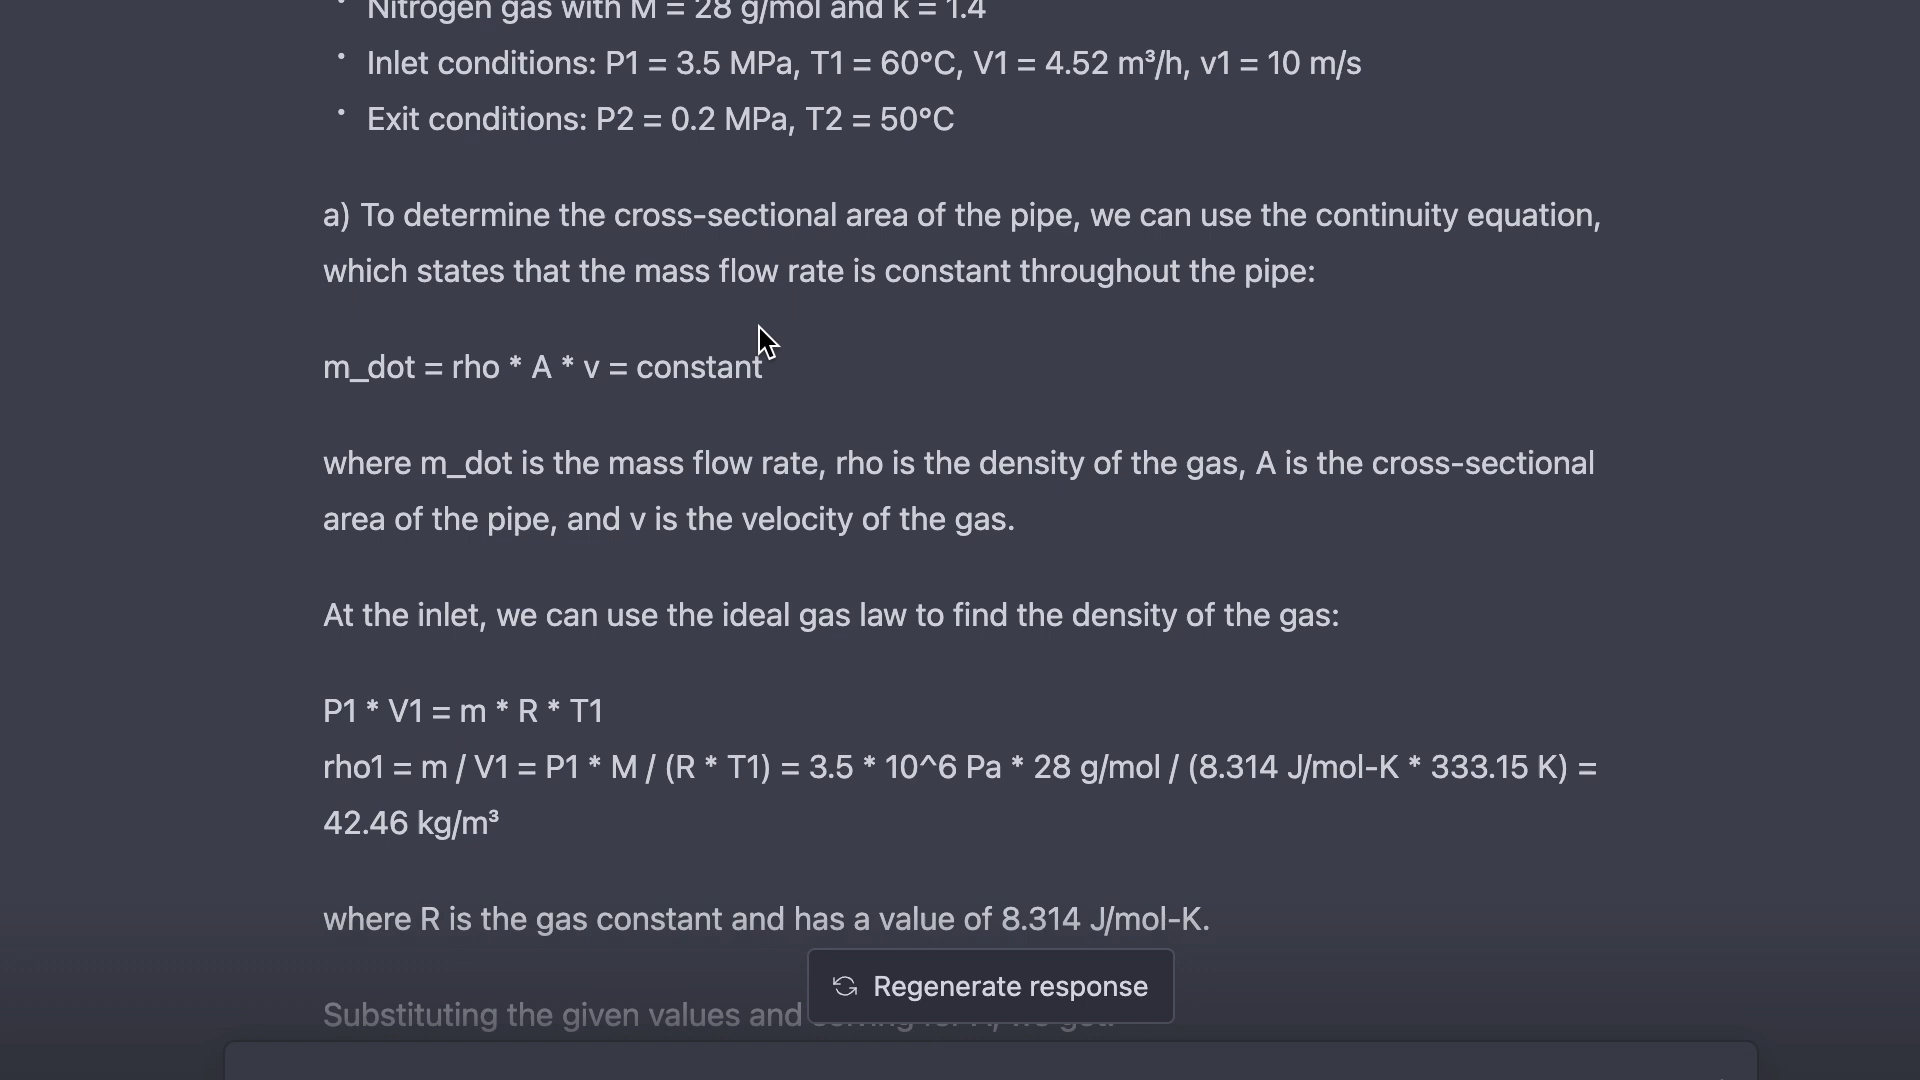 Nitrogen gas with M = 28 g/mol and k = 1.4
Inlet conditions: P1 = 3.5 MPa, T1 = 60°C, V1 = 4.52 m³/h, v1 = 10 m/s
Exit conditions: P2 = 0.2 MPa, T2 = 50°C
a) To determine the cross-sectional area of the pipe, we can use the continuity equation,
which states that the mass flow rate is constant throughout the pipe:
m_dot = rho * A * v = constant
where m_dot is the mass flow rate, rho is the density of the gas, A is the cross-sectional
area of the pipe, and v is the velocity of the gas.
At the inlet, we can use the ideal gas law to find the density of the gas:
P1 * V1 = m * R * T1
rho1 = m / V1 = P1 * M / (R * T1) = 3.5 * 10^6 Pa * 28 g/mol / (8.314 J/mol-K * 333.15 K) =
42.46 kg/m³
where R is the gas constant and has a value of 8.314 J/mol-K.
Regenerate response
Substituting the given values and